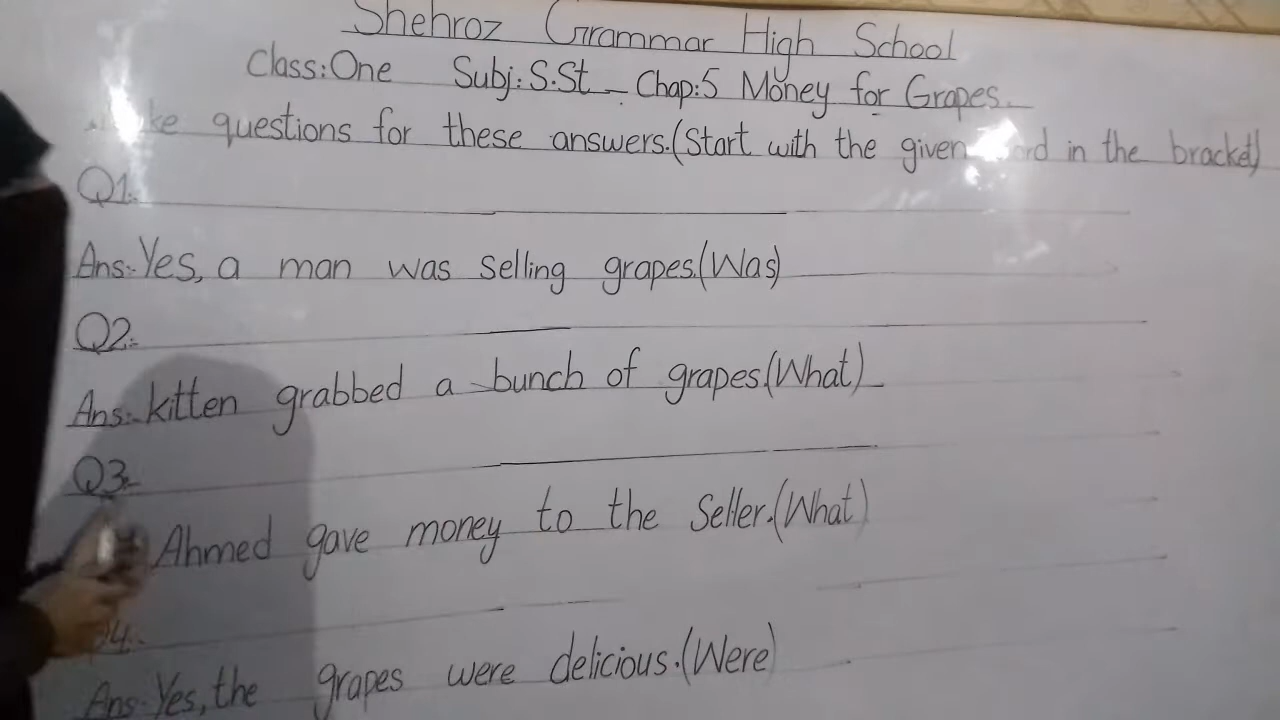 Shehroz Grammar High School
Class:One Subj:S.St Chap:5 Money for Grapes.
questions for these answers.(Start with the given in the bracket)
Q1:
Ans:Yes, a man was selling grapes.(Was)
Q2:
Ans:kitten grabbed a bunch of grapes.(What)
Q3:
Ahmed gave money to the Seller.(What)
4:
Ans:Yes, the grapes were delicious.(Were)